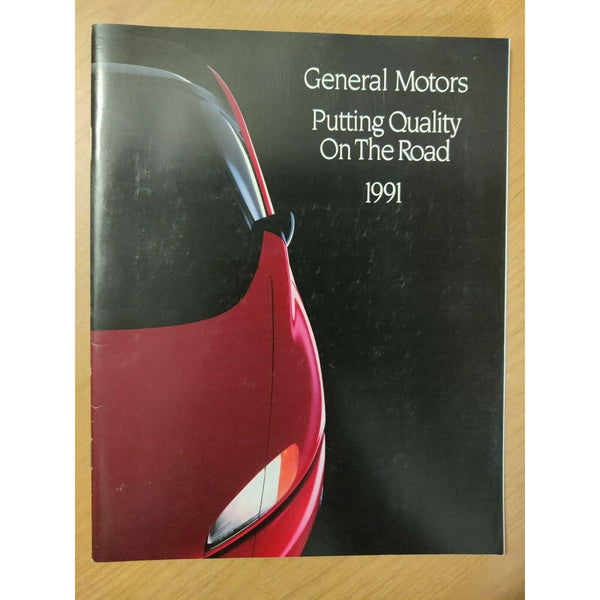 General Motors
Putting Quality
On The Road
1991